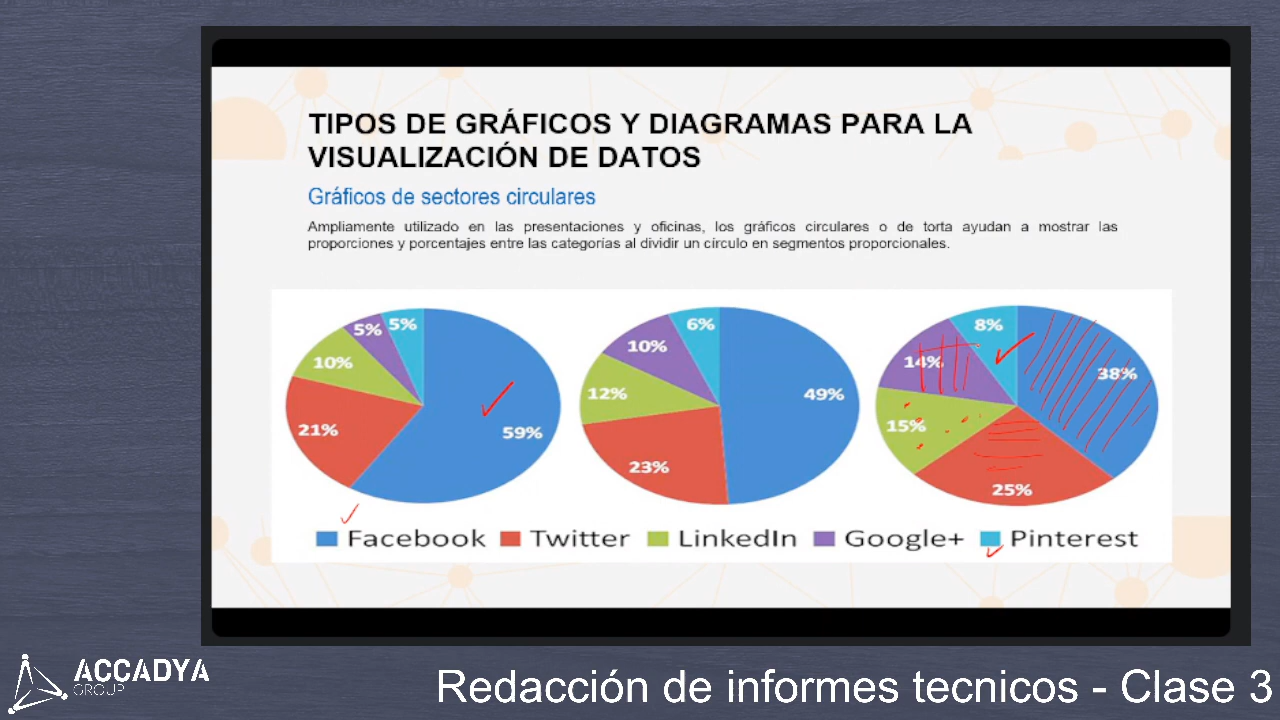 TIPOS DE GRÁFICOS Y DIAGRAMAS PARA LA
VISUALIZACIÓN DE DATOS
Gráficos de sectores circulares
Ampliamente utilizado en las presentaciones y oficinas, los gráficos circulares o de torta ayudan a mostrar las
proporciones y porcentajes entre las categorías al dividir un círculo en segmentos proporcionales.
5% 5%
10%
21%
59%
6%
10%
12%
49%
23%
8%
14%
38%
15%
25%
Facebook Twitter LinkedIn Google+ Pinterest
ACCADYA
GROUP
Redacción de informes tecnicos - Clase 3